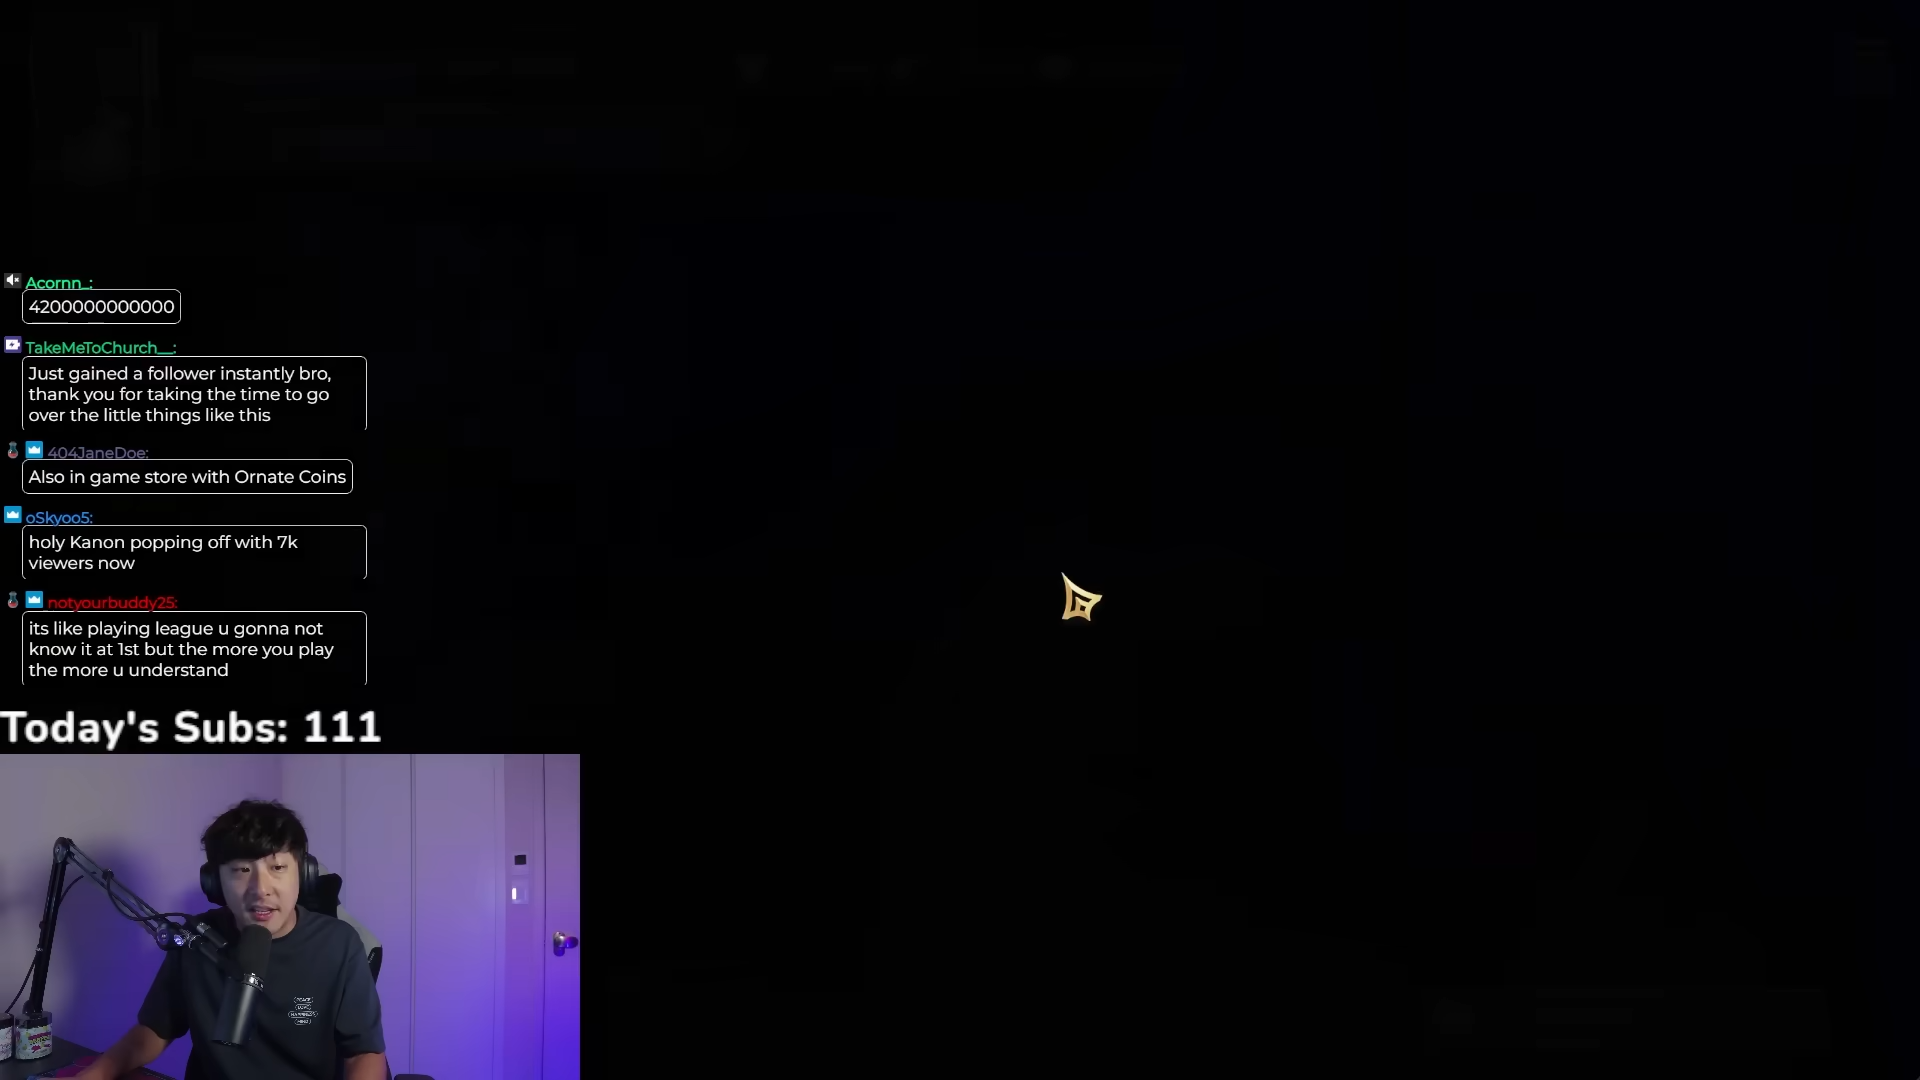 Acornn_:
4200000000000
TakeMeToChurch__:
Just gained a follower instantly bro,
thank you for taking the time to go
over the little things like this
404JaneDoe:
Also in game store with Ornate Coins
oSkyoo5:
holy Kanon popping off with 7k
viewers now
notyourbuddy25:
its like playing league u gonna not
know it at 1st but the more you play
the more u understand
Today's Subs: 111